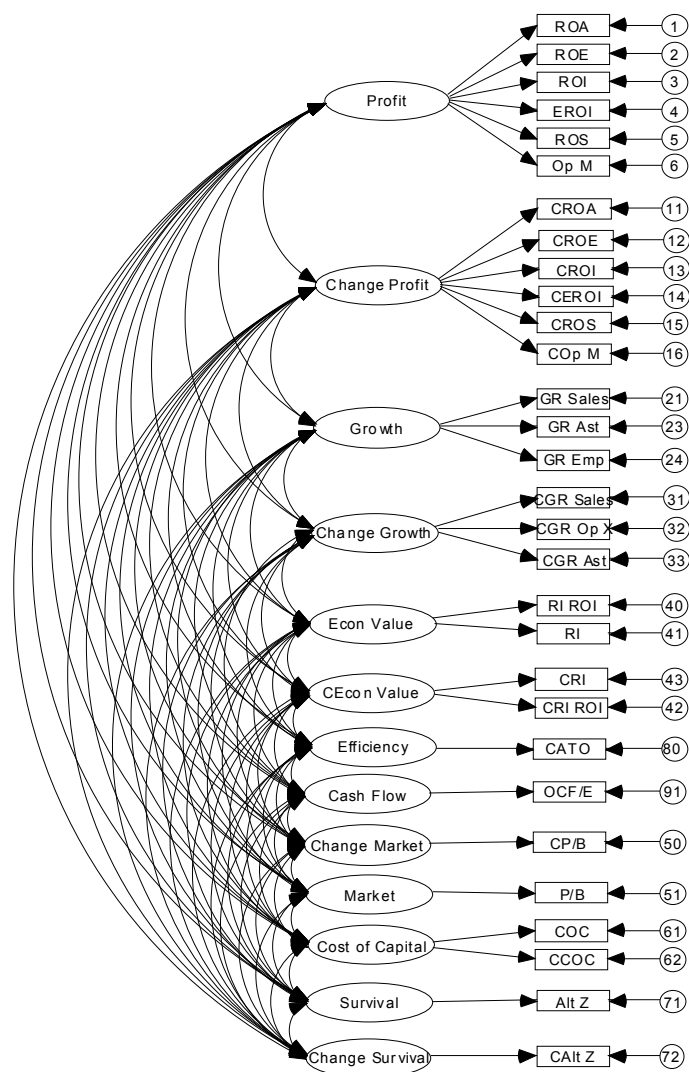 ROA 1
ROE 2
Profit ROI 3
EROI 4
ROS 5
Op M 6
CROA 11
CROE 12
CROI 13
Change Profit CEROI 14
CROS 15
COp M 16
GR Sales 21
Growth GR Ast 23
GR Emp 24
CGR Sales 31
Change Growth CGR Op X 32
CGR Ast 33
RI ROI 40
Econ Value RI 41
CRI 43
CEcon Value CRI ROI 42
Efficiency CATO 80
Cash Flow OCF/E 91
Change Market CP/B 50
Market P/B 51
COC 61
Cost of Capital CCOC 62
Survival Alt Z 71
Change Survival CAlt Z 72